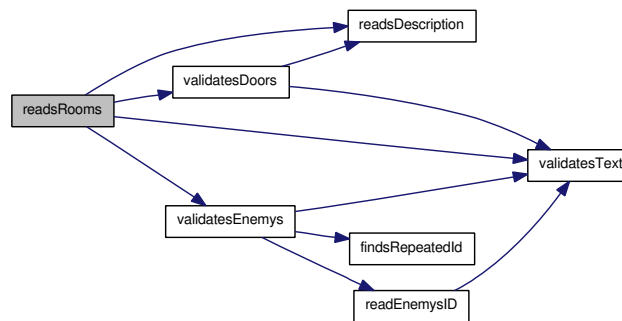 readsDescription
validatesDoors
readsRooms
validatesText
validatesEnemys
findsRepeatedId
readEnemysID